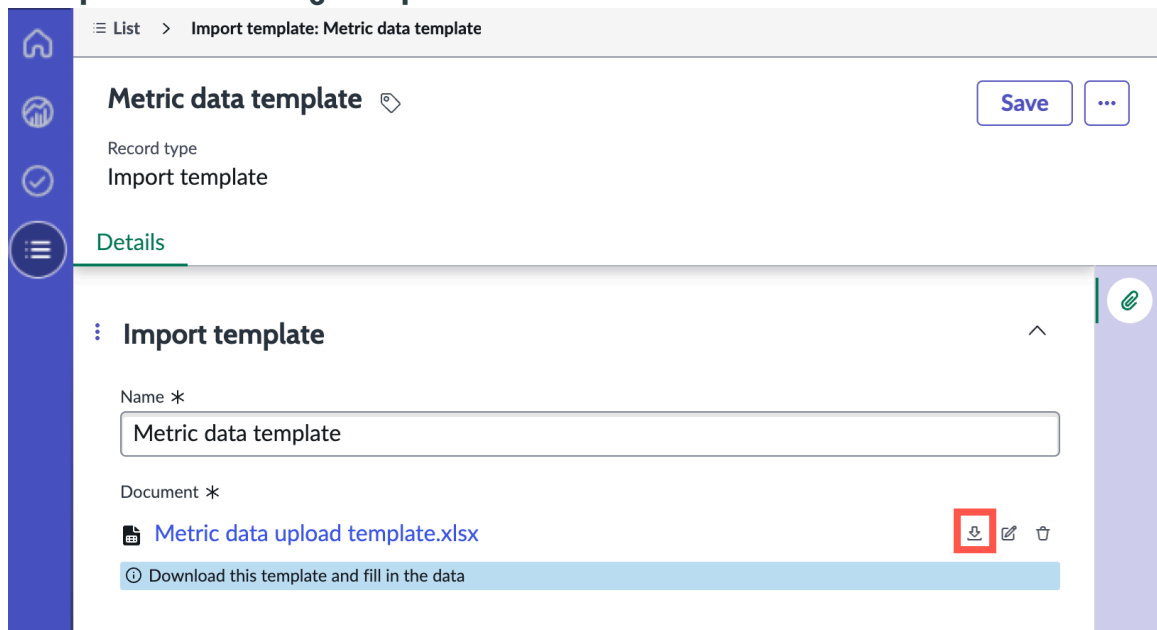 List > Import template: Metric data template
Metric data template
Save
...
Record type
Import template
Details
Import template
Name *
Metric data template
Document *
Metric data upload template.xlsx
Download this template and fill in the data